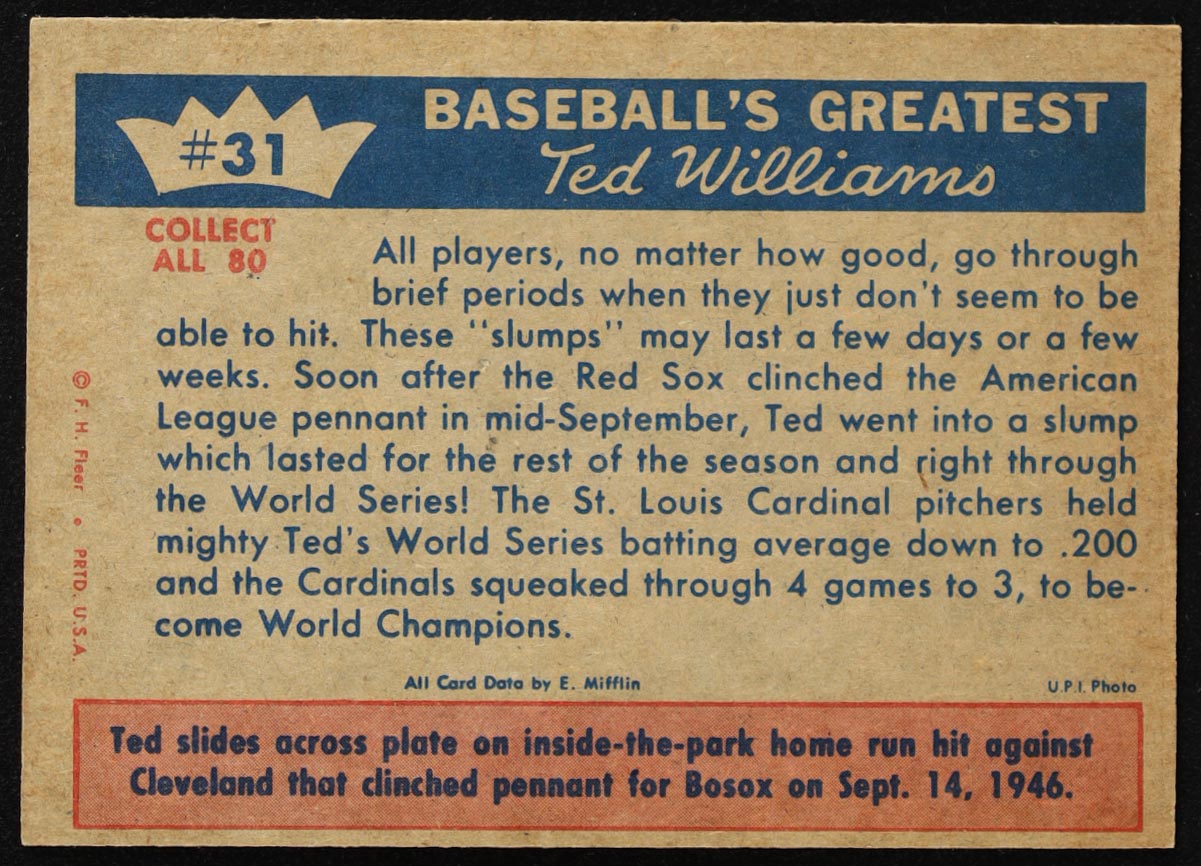 #31
BASEBALL'S GREATEST
Ted Williams
COLLECT
ALL 80
All players, no matter how good, go through
brief periods when they just don't seem to be
able to hit. These "slumps" may last a few days or a few
weeks. Soon after the Red Sox clinched the American
League pennant in mid-September, Ted went into a slump
which lasted for the rest of the season and right through
the World Series! The St. Louis Cardinal pitchers held
mighty Ted's World Series batting average down to .200
and the Cardinals squeaked through 4 games to 3, to be-
come World Champions.
© F. H. Fleer • PRTD. U.S.A.
All Card Data by E. Mifflin
U.P.I. Photo
Ted slides across plate on inside-the-park home run hit against
Cleveland that clinched pennant for Bosox on Sept. 14, 1946.